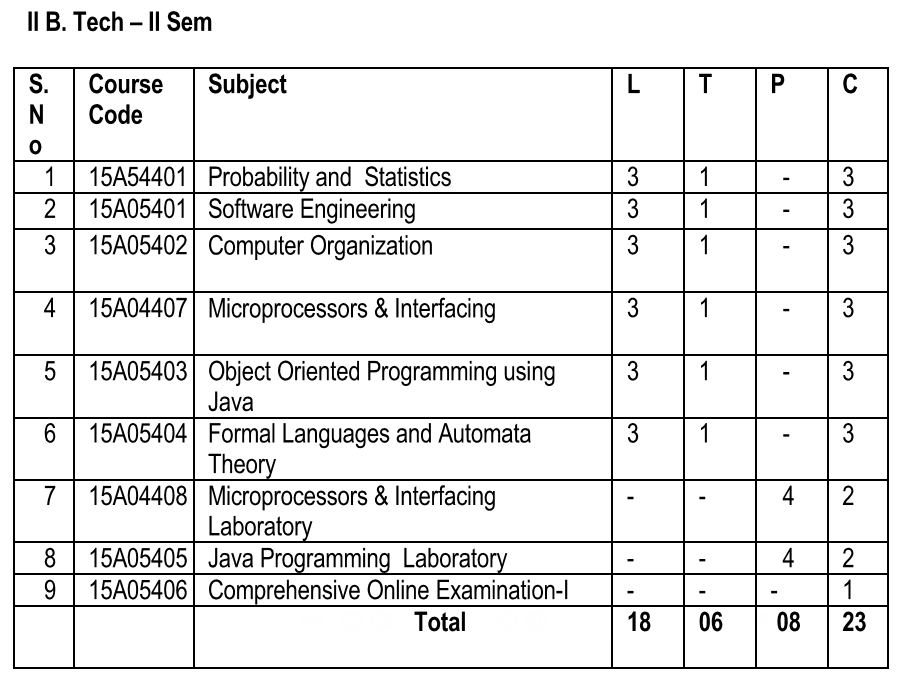 II B. Tech – II Sem
S. Course Subject L T P C
N Code
o
1 15A54401 Probability and Statistics 3 1 - 3
2 15A05401 Software Engineering 3 1 - 3
3 15A05402 Computer Organization 3 1 - 3
4 15A04407 Microprocessors & Interfacing 3 1 - 3
5 15A05403 Object Oriented Programming using 3 1 - 3
Java
6 15A05404 Formal Languages and Automata 3 1 - 3
Theory
7 15A04408 Microprocessors & Interfacing - - 4 2
Laboratory
8 15A05405 Java Programming Laboratory - - 4 2
9 15A05406 Comprehensive Online Examination-I - - - 1
Total 18 06 08 23